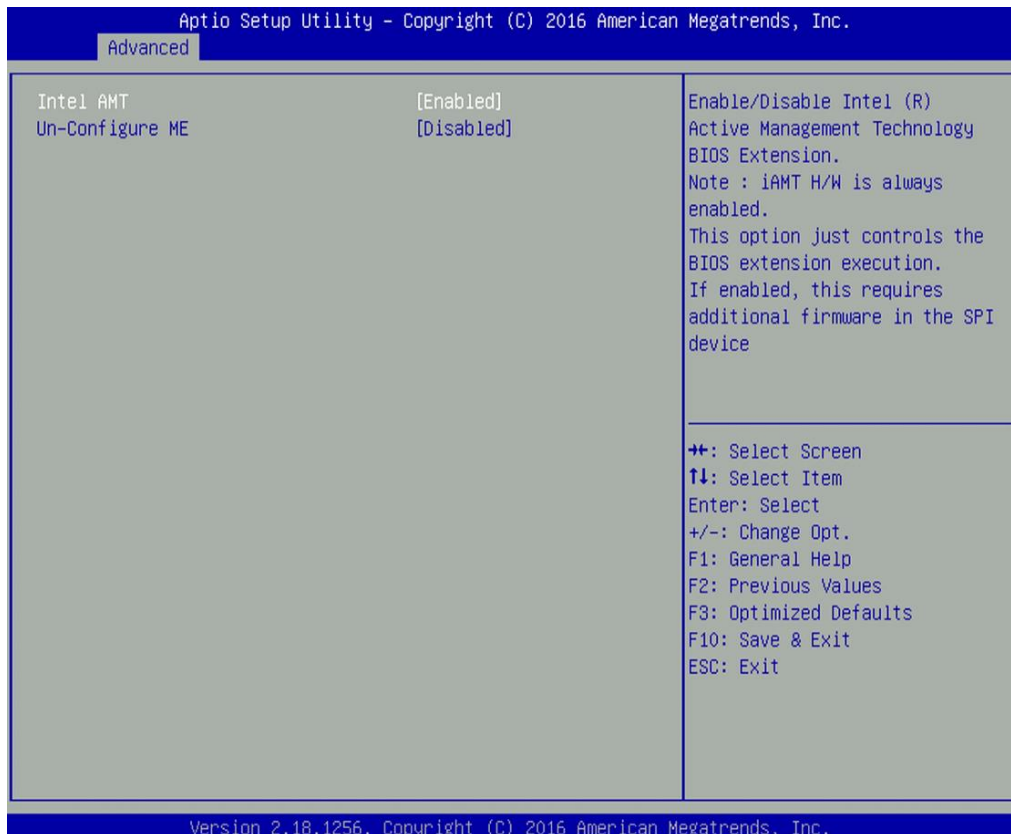 Aptio Setup Utility – Copyright (C) 2016 American Megatrends, Inc.
Advanced
Intel AMT [Enabled]
Un-Configure ME [Disabled]
Enable/Disable Intel (R)
Active Management Technology
BIOS Extension.
Note : iAMT H/W is always
enabled.
This option just controls the
BIOS extension execution.
If enabled, this requires
additional firmware in the SPI
device
→←: Select Screen
↑↓: Select Item
Enter: Select
+/-: Change Opt.
F1: General Help
F2: Previous Values
F3: Optimized Defaults
F10: Save & Exit
ESC: Exit
Version 2.18.1256. Copyright (C) 2016 American Megatrends, Inc.